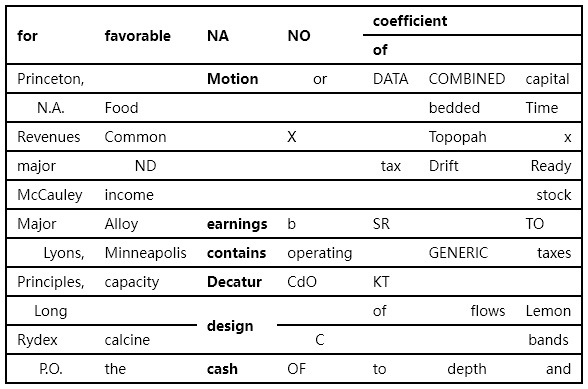 for favorable NA NO coefficient
of
Princeton, Motion or DATA COMBINED capital
N.A. Food bedded Time
Revenues Common X Topopah x
major ND tax Drift Ready
McCauley income stock
Major Alloy earnings b SR TO
Lyons, Minneapolis contains operating GENERIC taxes
Principles, capacity Decatur CdO KT
Long design of flows Lemon
Rydex calcine C bands
P.O. the cash OF to depth and